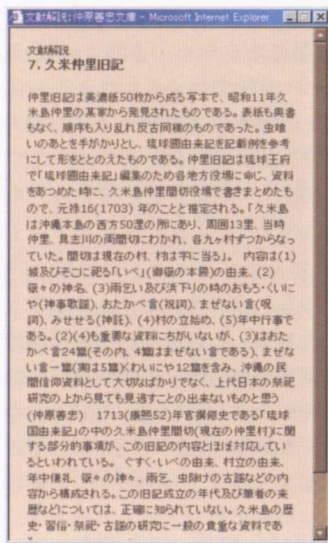 文献解説:仲原善忠文庫 - Microsoft Internet Explorer
文献解説
7. 久米仲里旧記
仲里旧記は美濃紙50枚から成る写本で、昭和11年久
米島仲里の某家から発見されたものである。表紙も奥書
もなく、順序も入り乱れ反古同様のものであった。虫喰
いのあとを手がかりとし、琉球國由来記を記載例を参考
にして形をととのえたものである。仲里旧記は琉球王府
で「琉球國由来記」編集のため各地方役場に命じ、資料
をあつめた時に、久米島仲里間切役場で書きまとめたも
ので、元禄16(1703) 年のことと推定される。「久米島
は沖縄本島の西方50浬の所にあり、周囲13里、当時
仲里、具志川の両間切にわかれ、各九ヶ村ずつからなっ
ていた。間切は現在の村、村は字に当る」。 内容は(1)
城及びそこに祀る「いべ」(御嶽の本殿)の由来、(2)
嶽々の神名、(3)雨乞い及び浜下りの時のおもろ・くいに
や(神事歌謡)、おたかべ言(祝詞)、まぜない言(呪
詞)、みせせる(神託)、(4)村の立始め、(5)年中行事で
ある。(2)(4)も重要な資料にちがいないが、(3)はおた
かべ言24篇(その内、4篇はまぜない言である)、まぜな
い言一篇(実は5篇)くわいにや12篇を含み、沖縄の民
間信仰資料として大切なばかりでなく、上代日本の祭祀
研究の上から見ても見逃すことの出来ないものと思う
(仲原善忠) 1713(康熙52)年官撰修史である「琉球
国由来記」の中の久米島仲里間切(現在の仲里村)に関
する部分的事項が、この旧記の内容とほぼ対応してい
るといわれている。 ぐすく・いべの由来、村立の由来、
年中儀礼、嶽々の神々、雨乞、虫除けの古謡などの内
容から構成される。この旧記成立の年代及び筆者の来
歴などについては、正確に知られていない。久米島の歴
史・習俗・祭祀・古謡の研究に一級の貴重な資料であ